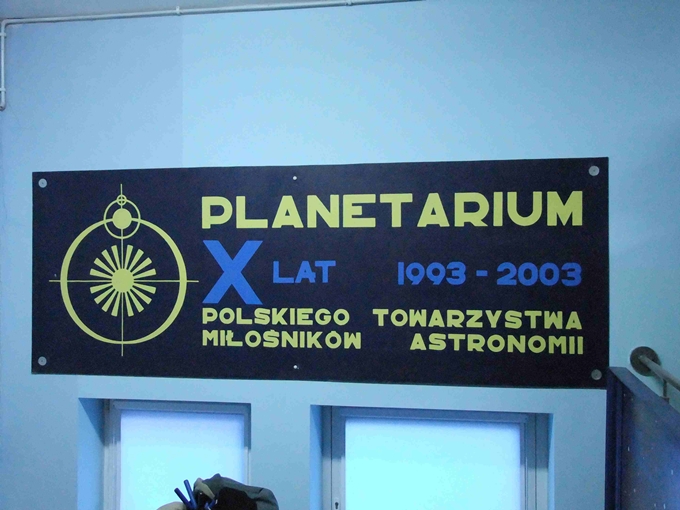 PLANETARIUM
X LAT 1993 - 2003
POLSKIEGO TOWARZYSTWA
MIŁOŚNIKÓW ASTRONOMII